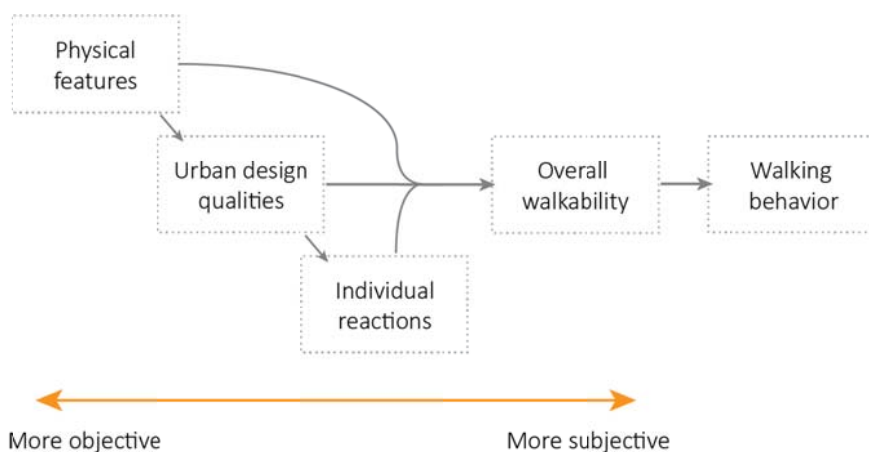 Physical
features
Urban design
qualities
Individual
reactions
Overall
walkability
Walking
behavior
More objective
More subjective